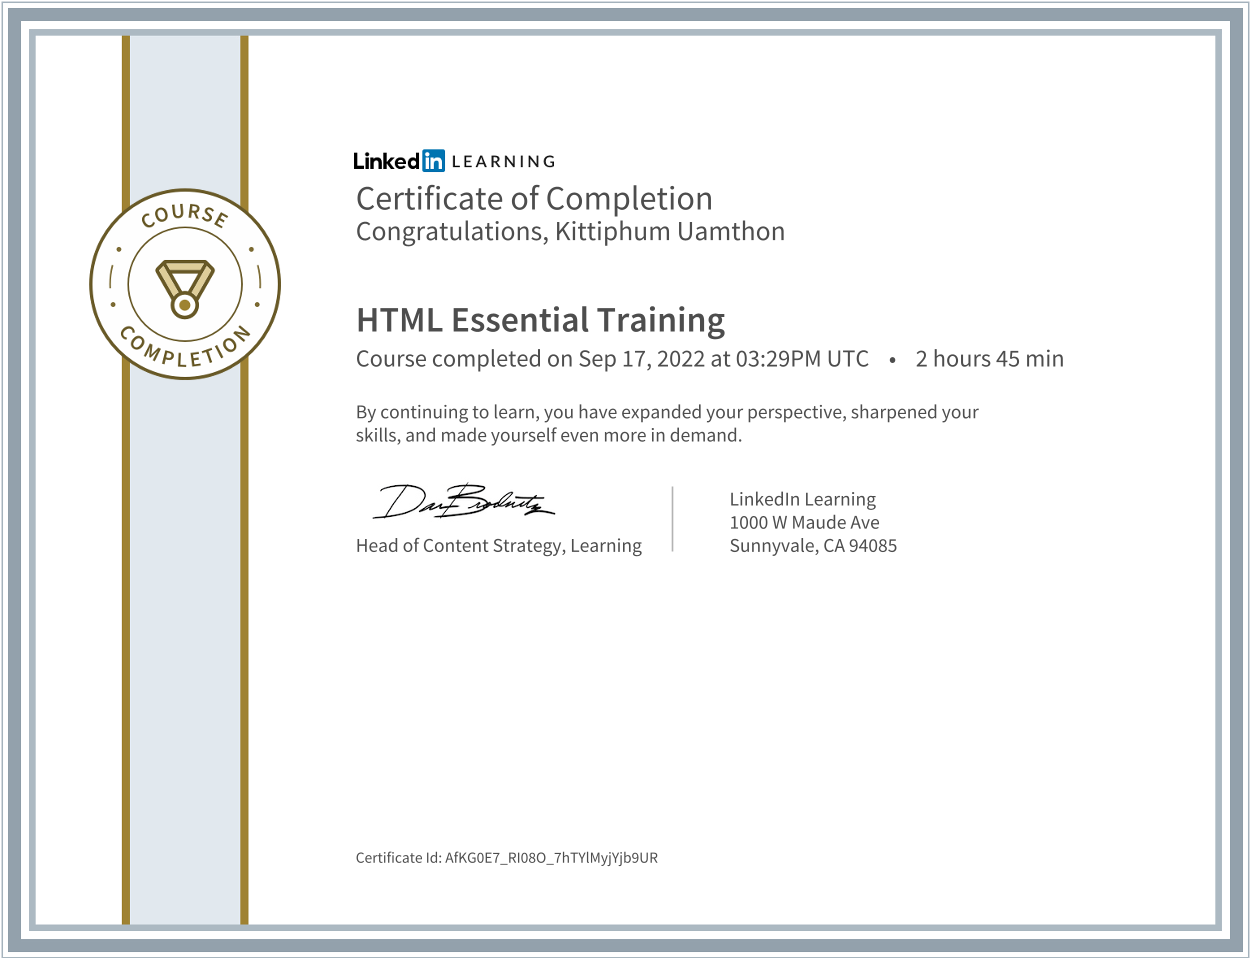 COURSE
COMPLETION
Linkedin LEARNING
Certificate of Completion
Congratulations, Kittiphum Uamthon
HTML Essential Training
Course completed on Sep 17, 2022 at 03:29PM UTC • 2 hours 45 min
By continuing to learn, you have expanded your perspective, sharpened your
skills, and made yourself even more in demand.
Head of Content Strategy, Learning
LinkedIn Learning
1000 W Maude Ave
Sunnyvale, CA 94085
Certificate Id: AfKG0E7_RI08O_7hTYlMyjYjb9UR